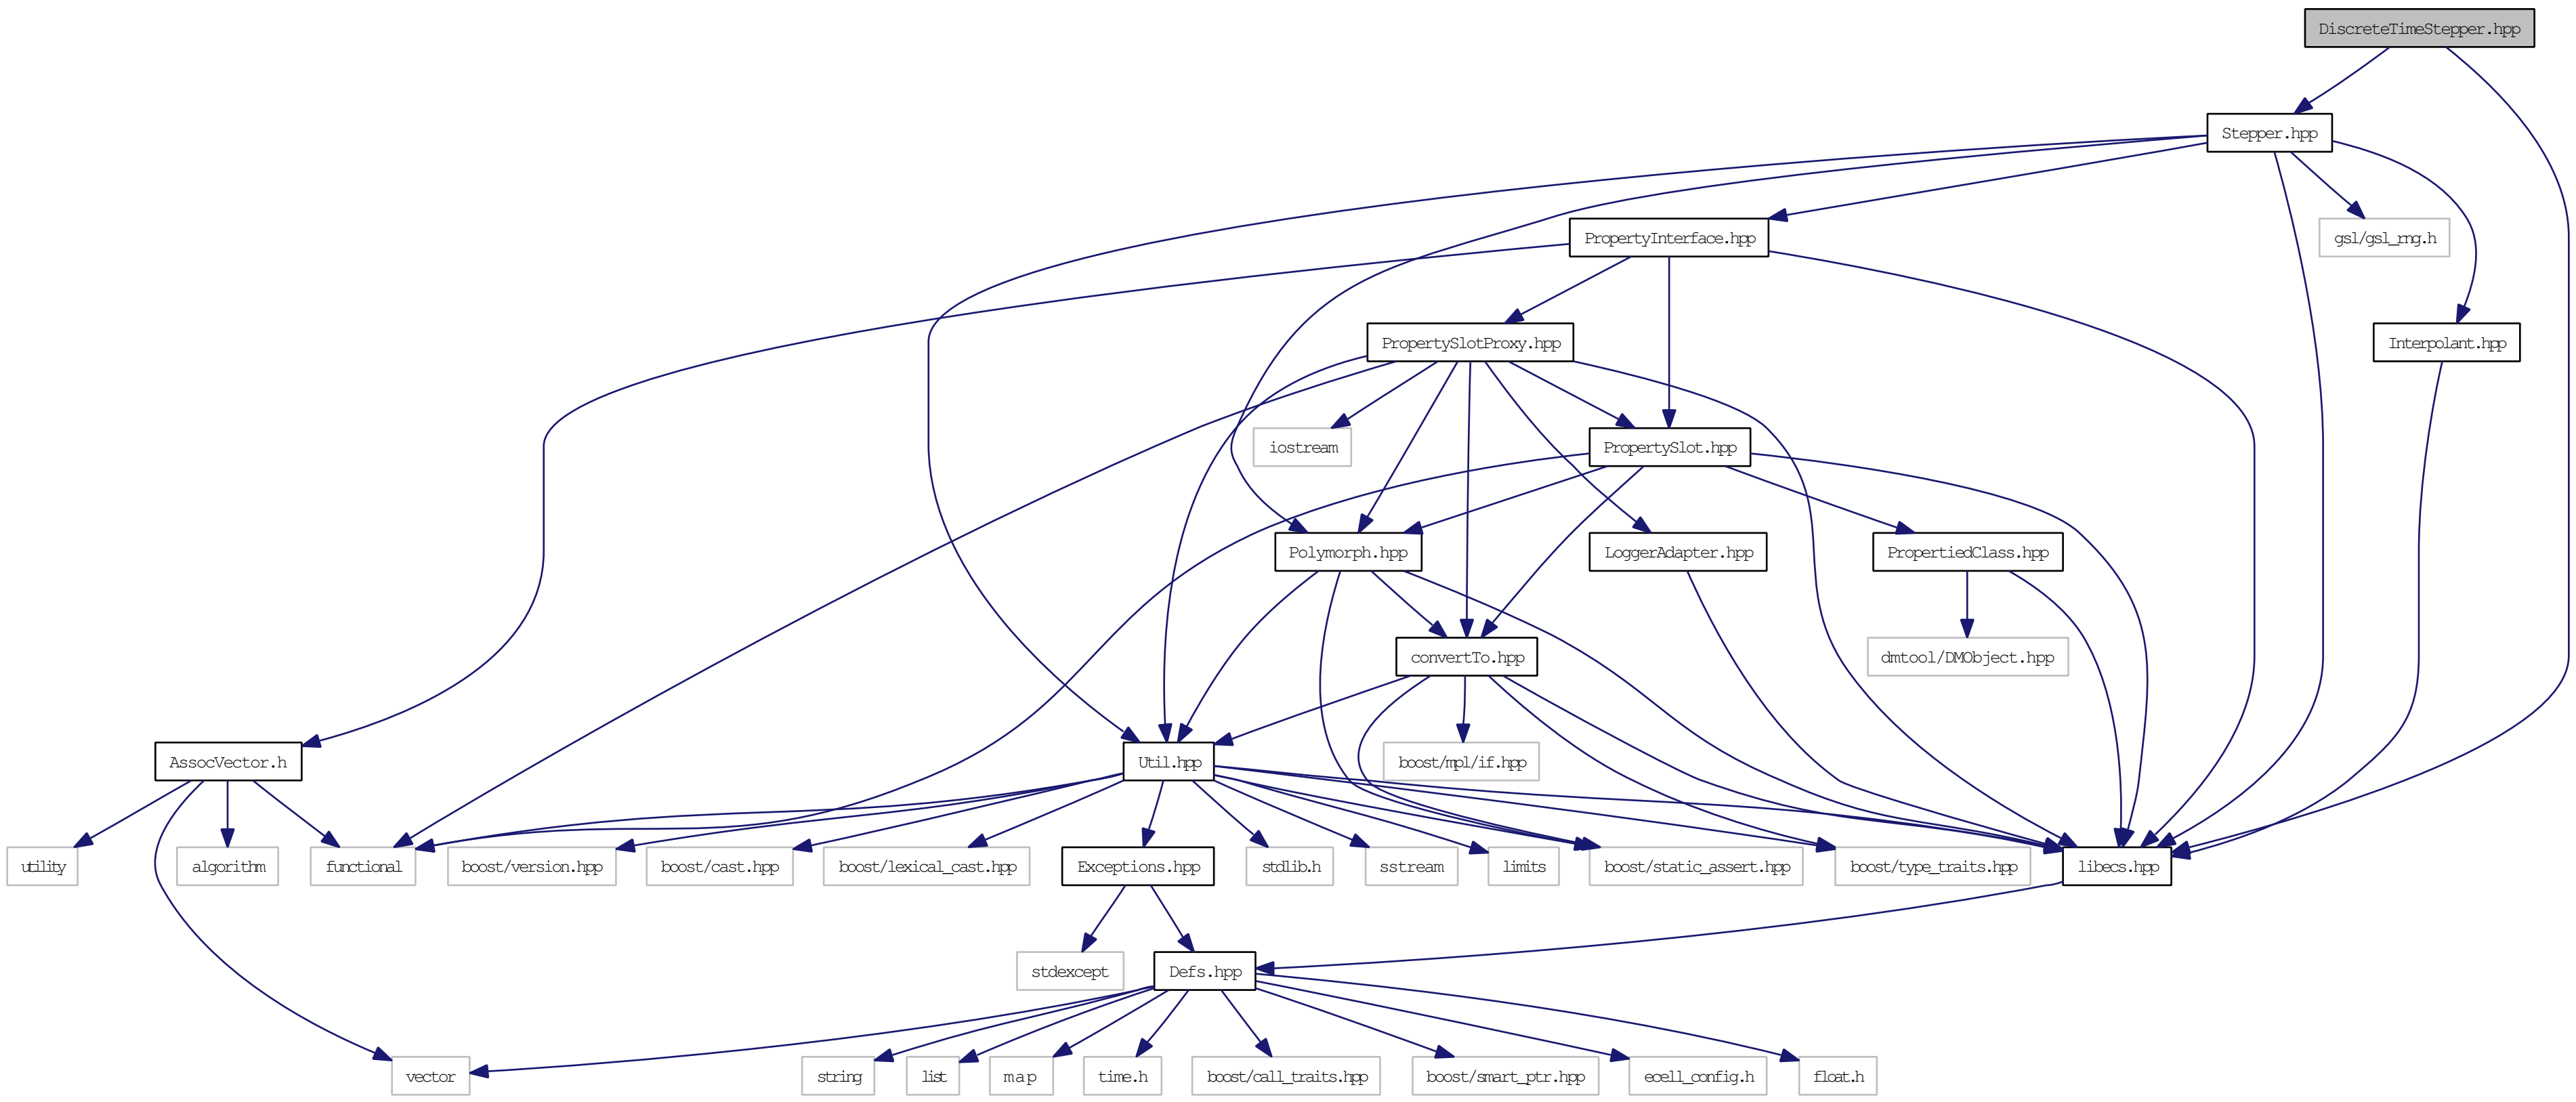 DiscreteTimeStepper.hpp
Stepper.hpp
PropertyInterface.hpp
gsl/gsl_rng.h
PropertySlotProxy.hpp
Interpolant.hpp
iostream
PropertySlot.hpp
Polymorph.hpp
LoggerAdapter.hpp
PropertiedClass.hpp
convertTo.hpp
dmtool/DMObject.hpp
AssocVector.h
Util.hpp
boost/mpl/if.hpp
utility
algorithm
functional
boost/version.hpp
boost/cast.hpp
boost/lexical_cast.hpp
Exceptions.hpp
stdlib.h
sstream
limits
boost/static_assert.hpp
boost/type_traits.hpp
libecs.hpp
stdexcept
Defs.hpp
vector
string
list
map
time.h
boost/call_traits.hpp
boost/smart_ptr.hpp
ecell_config.h
float.h